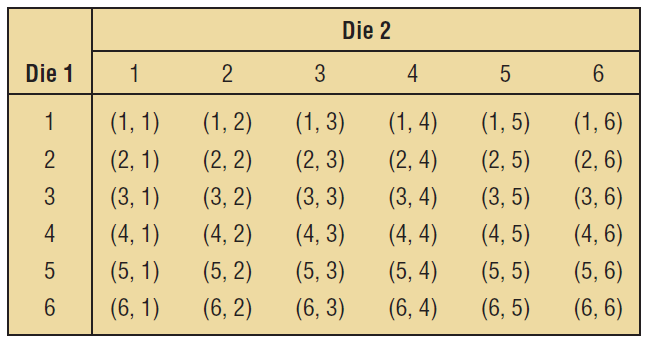 Die 2
Die 1 1 2 3 4 5 6
1 (1, 1) (1, 2) (1, 3) (1, 4) (1, 5) (1, 6)
2 (2, 1) (2, 2) (2, 3) (2, 4) (2, 5) (2, 6)
3 (3, 1) (3, 2) (3, 3) (3, 4) (3, 5) (3, 6)
4 (4, 1) (4, 2) (4, 3) (4, 4) (4, 5) (4, 6)
5 (5, 1) (5, 2) (5, 3) (5, 4) (5, 5) (5, 6)
6 (6, 1) (6, 2) (6, 3) (6, 4) (6, 5) (6, 6)